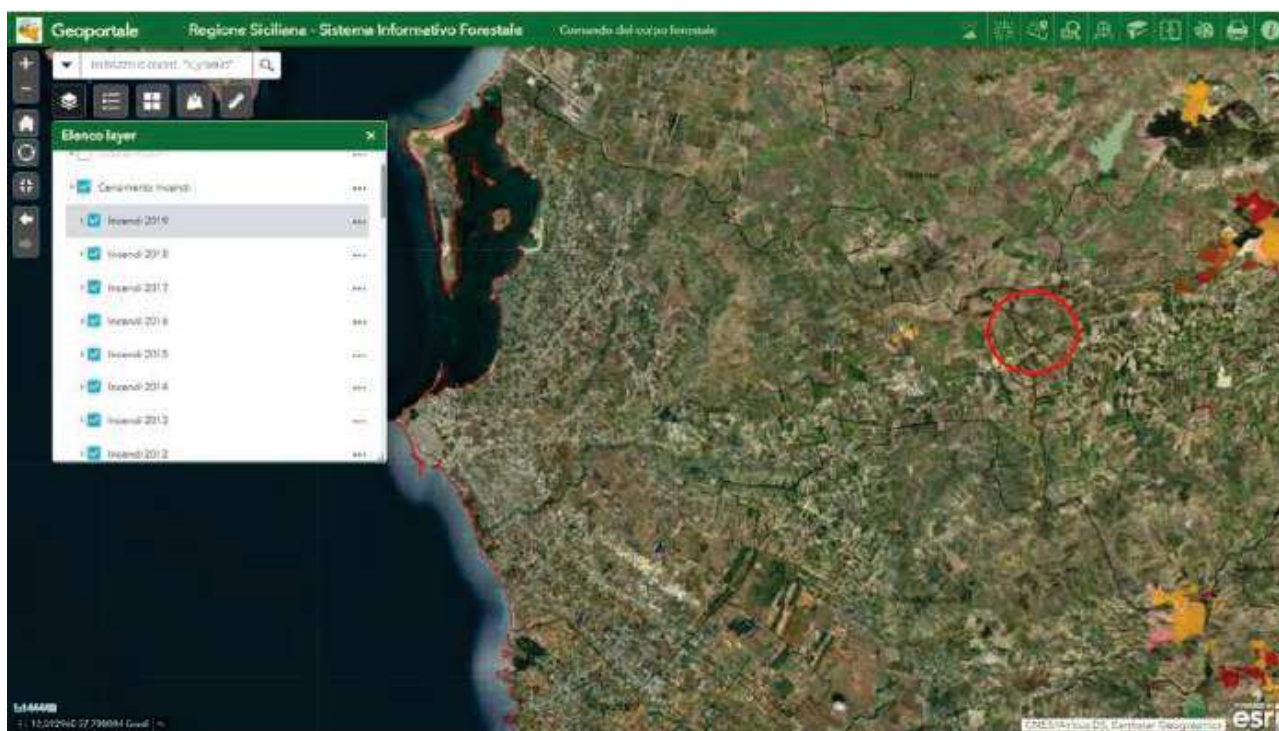 Geoportale Regione Siciliana - Sistema Informativo Forestale Comando del corpo forestale
Elenco layer
Censimento Incendi
Incendi 2019
Incendi 2018
Incendi 2017
Incendi 2016
Incendi 2015
Incendi 2014
Incendi 2013
Incendi 2012
esri